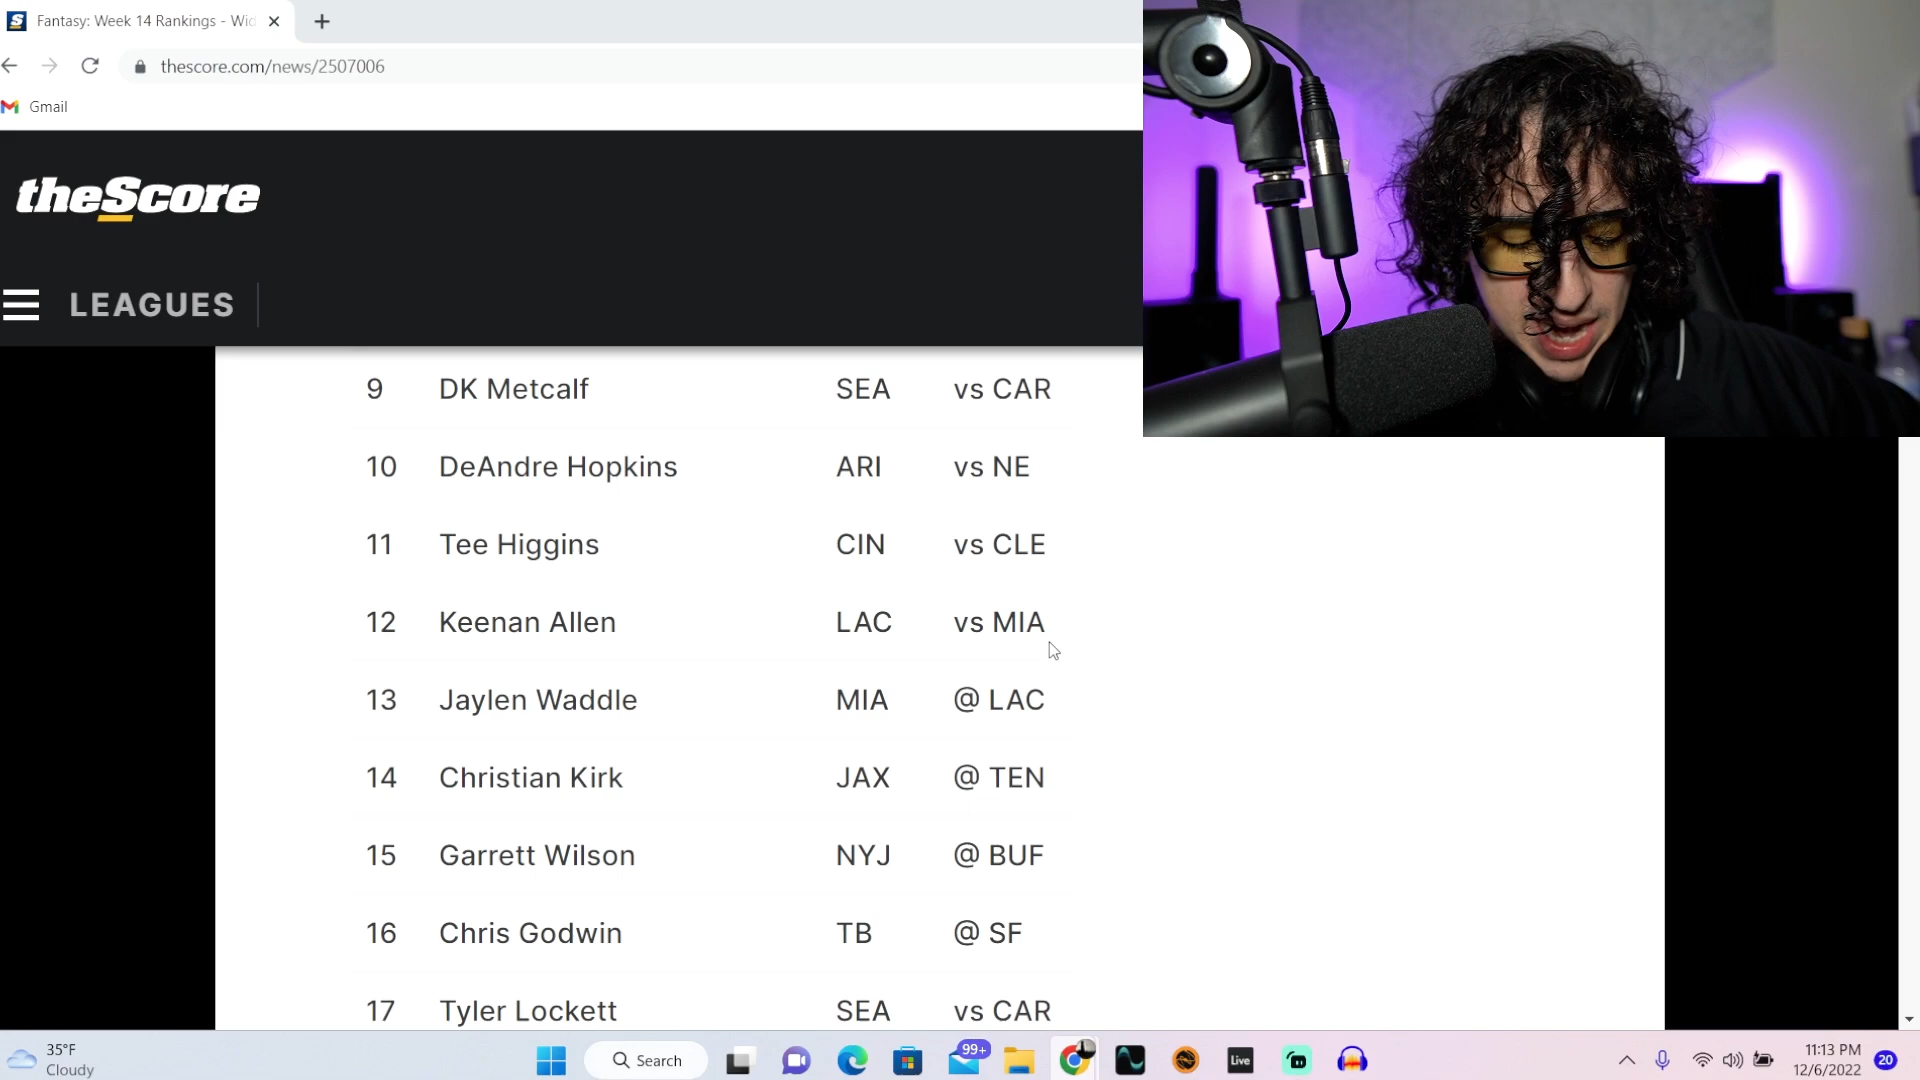 Fantasy: Week 14 Rankings - Wid
thescore.com/news/2507006
Gmail
theScore
LEAGUES
9 DK Metcalf SEA vs CAR
10 DeAndre Hopkins ARI vs NE
11 Tee Higgins CIN vs CLE
12 Keenan Allen LAC vs MIA
13 Jaylen Waddle MIA @ LAC
14 Christian Kirk JAX @ TEN
15 Garrett Wilson NYJ @ BUF
16 Chris Godwin TB @ SF
17 Tyler Lockett SEA vs CAR
35°F
Cloudy
Search
99+
Live
11:13 PM
12/6/2022
20